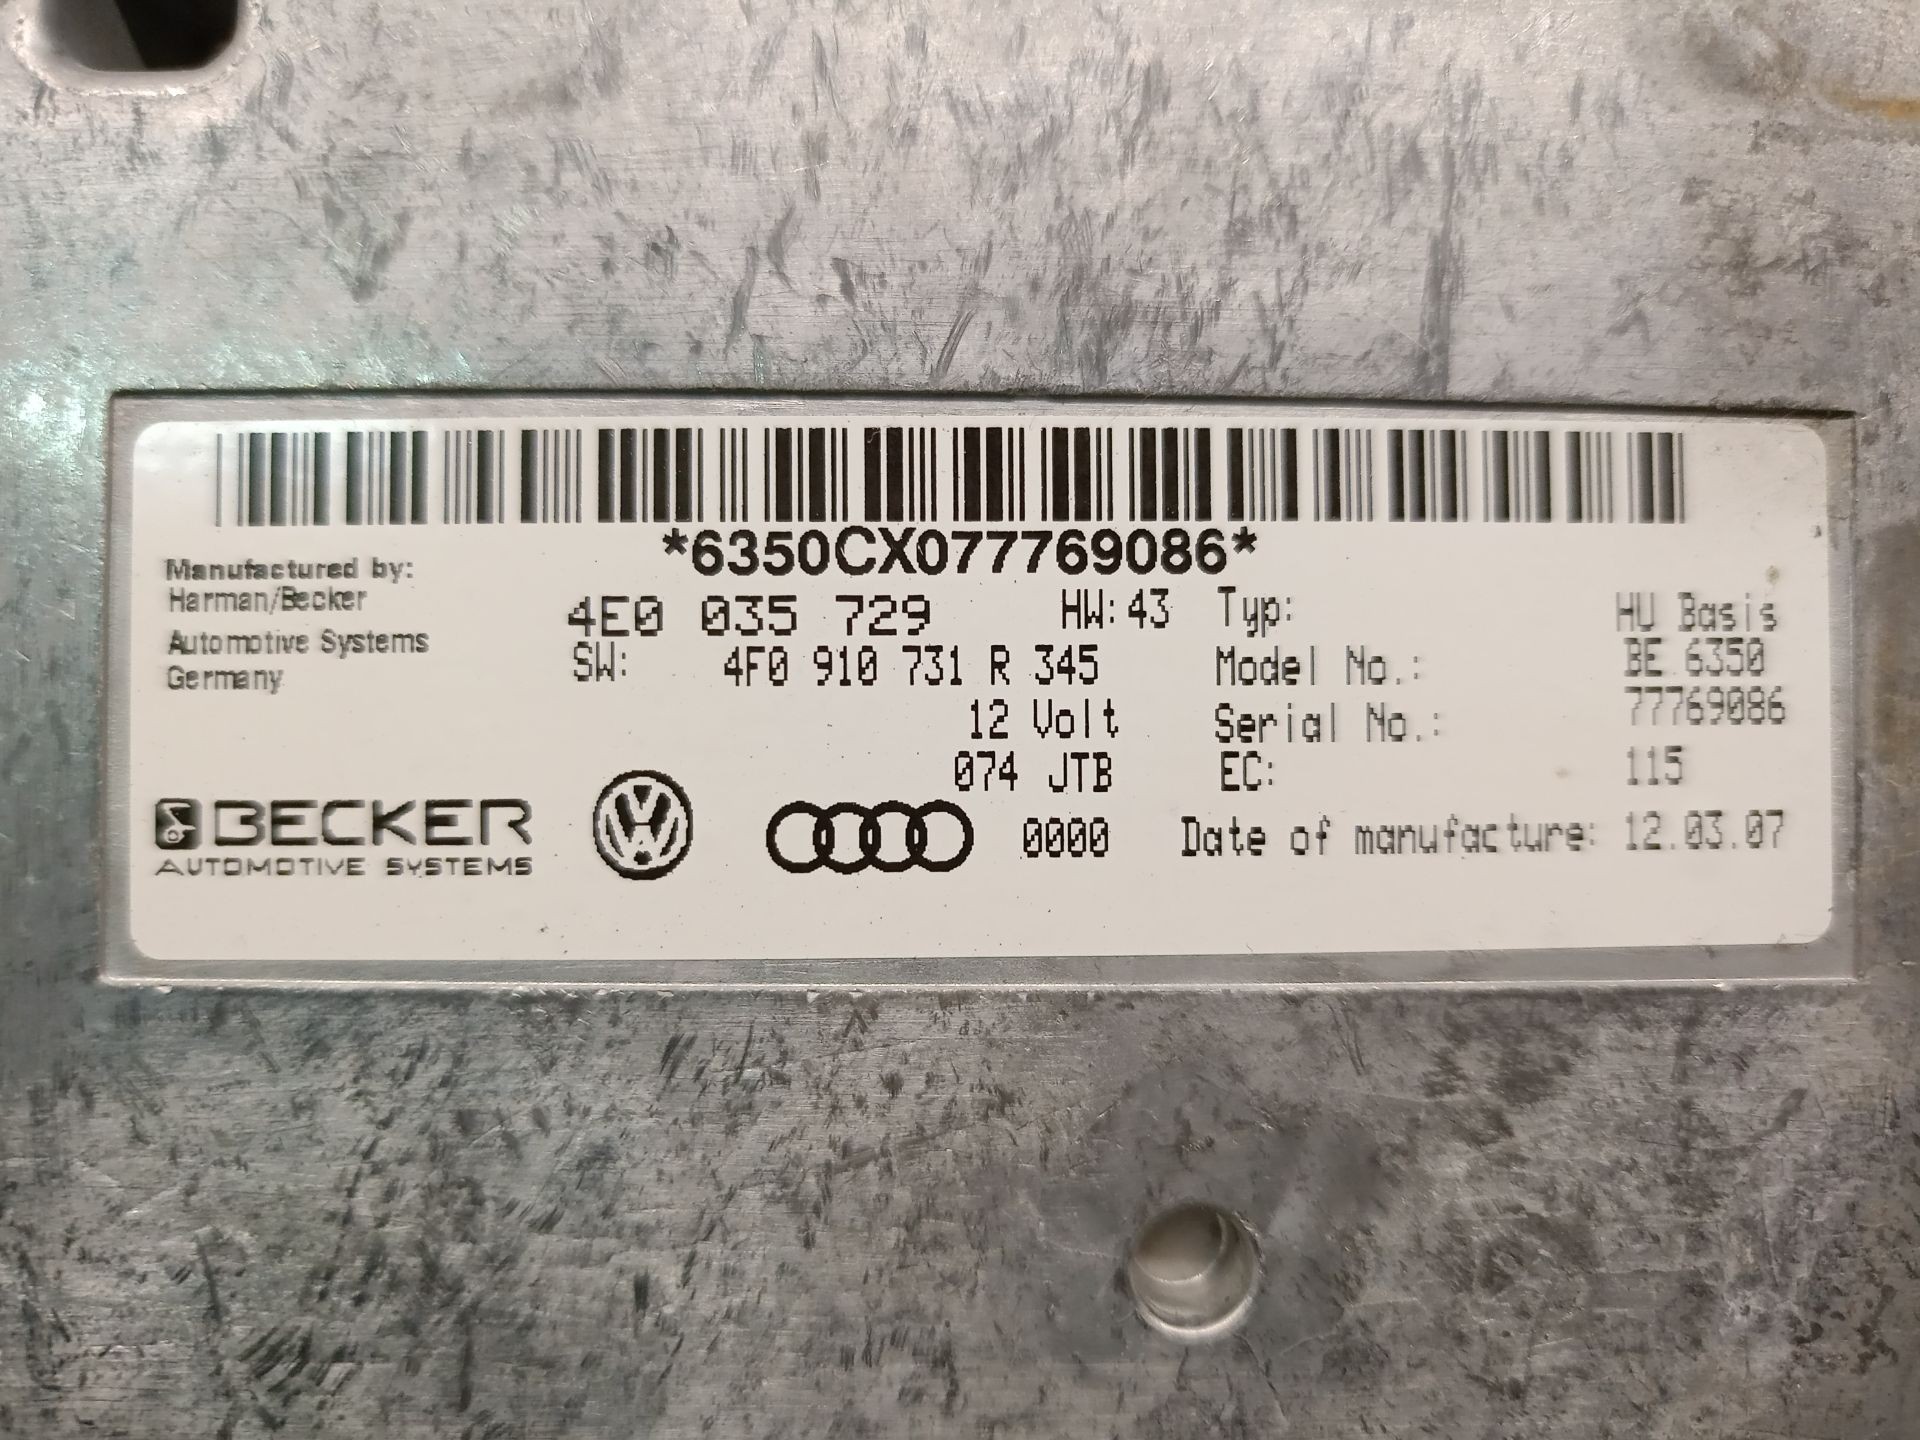 *6350CX077769086*
Manufactured by:
Harman/Becker
Automotive Systems
Germany
4E0 035 729 HW: 43 Typ: HU Basis
SW: 4F0 910 731 R 345 Model No.: BE 6350
12 Volt Serial No.: 77769086
074 JTB EC: 115
BECKER
AUTOMOTIVE SYSTEMS
0000 Date of manufacture: 12.03.07